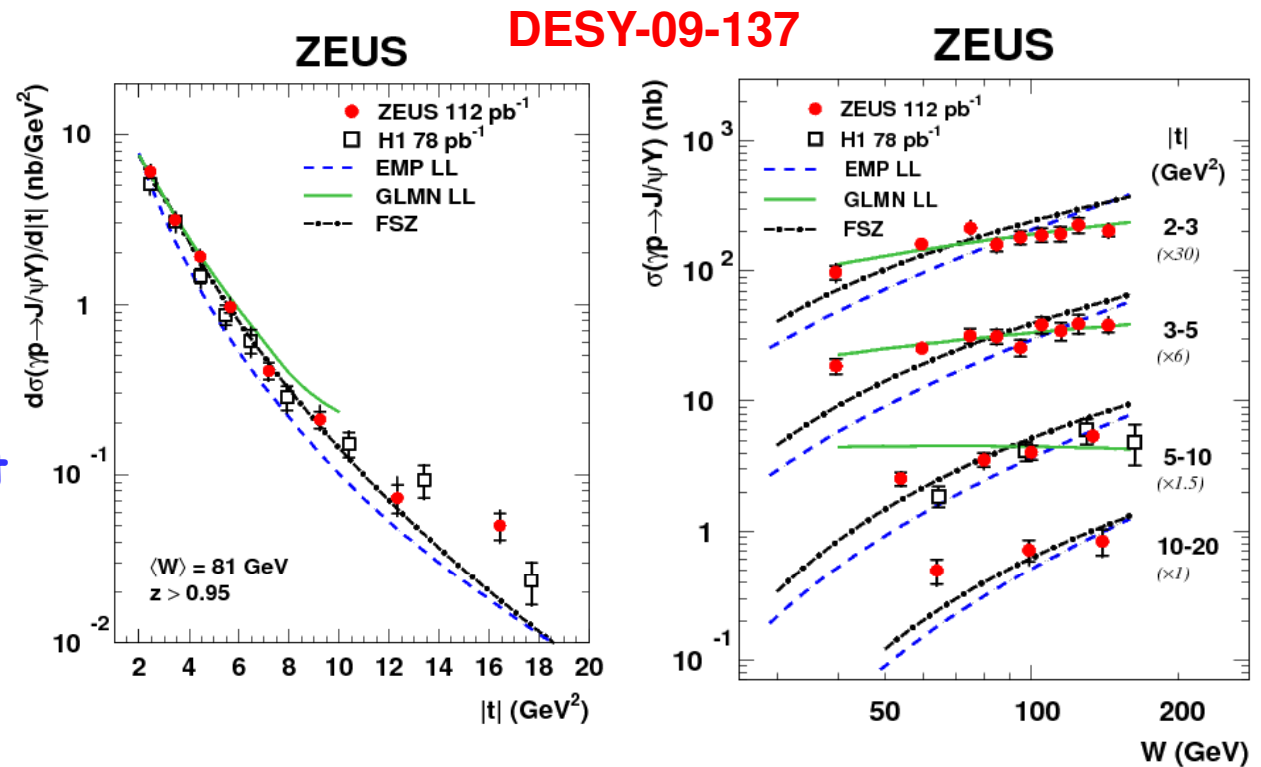 DESY-09-137
ZEUS
dσ(γp→J/ψY)/d|t| (nb/GeV²)
ZEUS 112 pb⁻¹
H1 78 pb⁻¹
EMP LL
GLMN LL
FSZ
10
1
10⁻¹
10⁻²
⟨W⟩ = 81 GeV
z > 0.95
2 4 6 8 10 12 14 16 18 20
|t| (GeV²)
ZEUS
σ(γp→J/ψY) (nb)
ZEUS 112 pb⁻¹
H1 78 pb⁻¹
EMP LL
GLMN LL
FSZ
|t|
(GeV²)
2-3
(×30)
3-5
(×6)
5-10
(×1.5)
10-20
(×1)
10³
10²
10
1
10⁻¹
50 100 200
W (GeV)